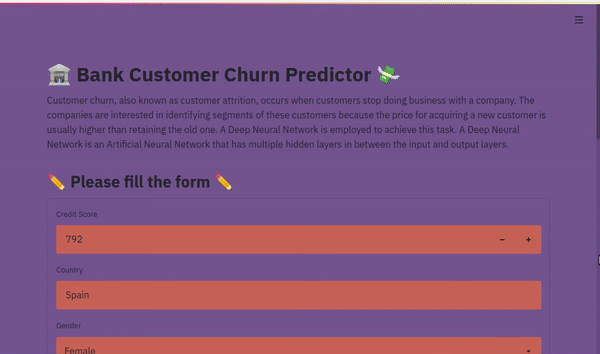 🏛️ Bank Customer Churn Predictor 💸
Customer churn, also known as customer attrition, occurs when customers stop doing business with a company. The
companies are interested in identifying segments of these customers because the price for acquiring a new customer is
usually higher than retaining the old one. A Deep Neural Network is employed to achieve this task. A Deep Neural
Network is an Artificial Neural Network that has multiple hidden layers in between the input and output layers.
✏️ Please fill the form ✏️
Credit Score
792 − +
Country
Spain
Gender
Female